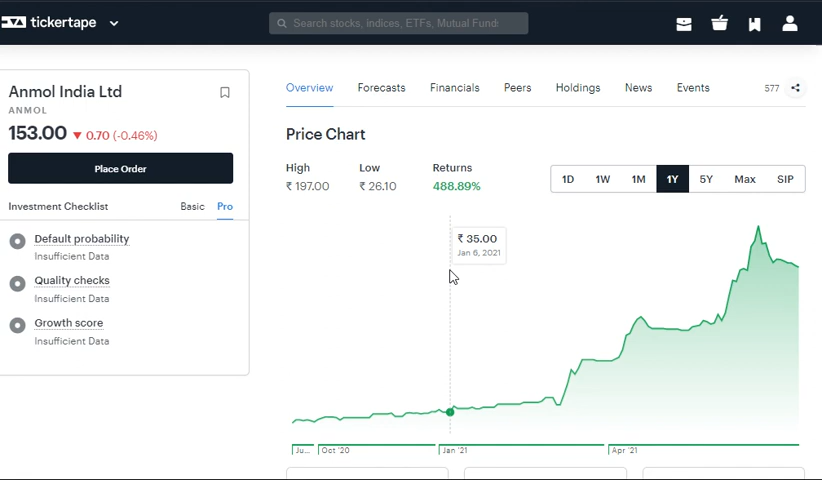 tickertape
Search stocks, indices, ETFs, Mutual Funds
Anmol India Ltd
ANMOL
153.00 ▼ 0.70 (-0.46%)
Place Order
Investment Checklist Basic Pro
Default probability
Insufficient Data
Quality checks
Insufficient Data
Growth score
Insufficient Data
Overview Forecasts Financials Peers Holdings News Events 577
Price Chart
High Low Returns
₹ 197.00 ₹ 26.10 488.89%
1D 1W 1M 1Y 5Y Max SIP
₹ 35.00
Jan 6, 2021
Ju... Oct '20 Jan '21 Apr '21